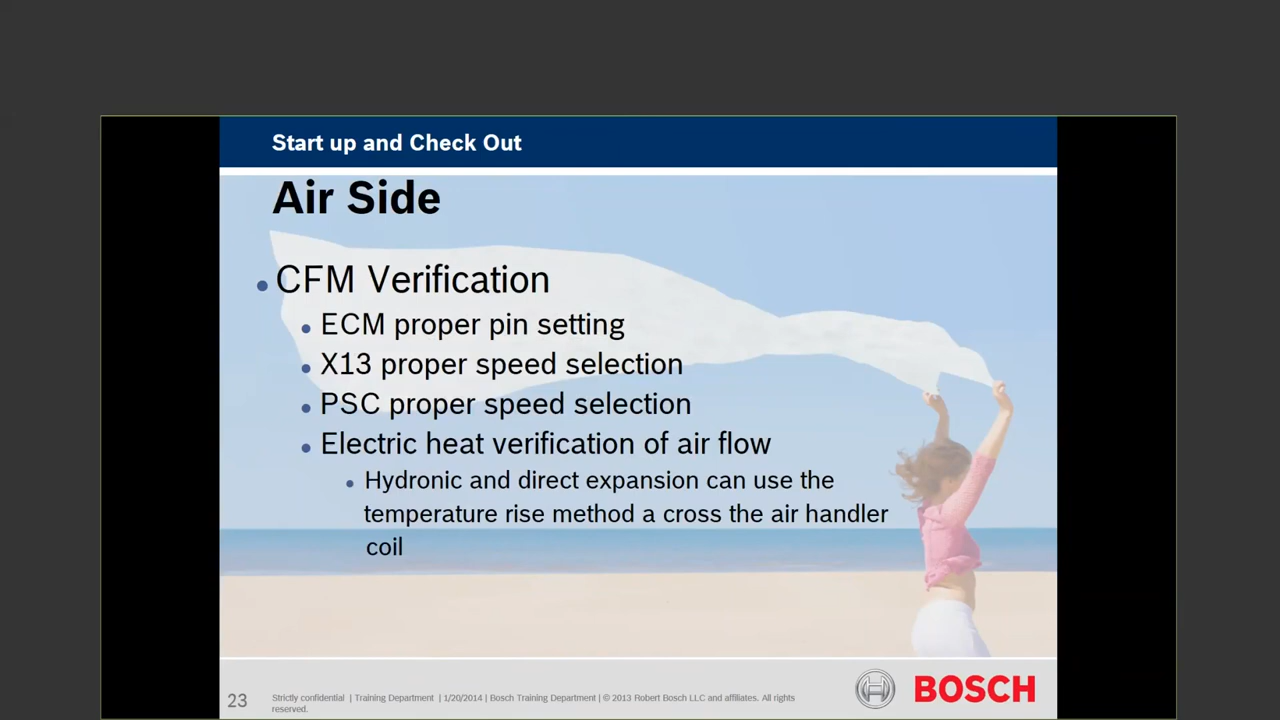 Start up and Check Out
Air Side
CFM Verification
ECM proper pin setting
X13 proper speed selection
PSC proper speed selection
Electric heat verification of air flow
Hydronic and direct expansion can use the
temperature rise method a cross the air handler
coil
23
Strictly confidential | Training Department | 1/20/2014 | Bosch Training Department | © 2013 Robert Bosch LLC and affiliates. All rights
reserved.
BOSCH